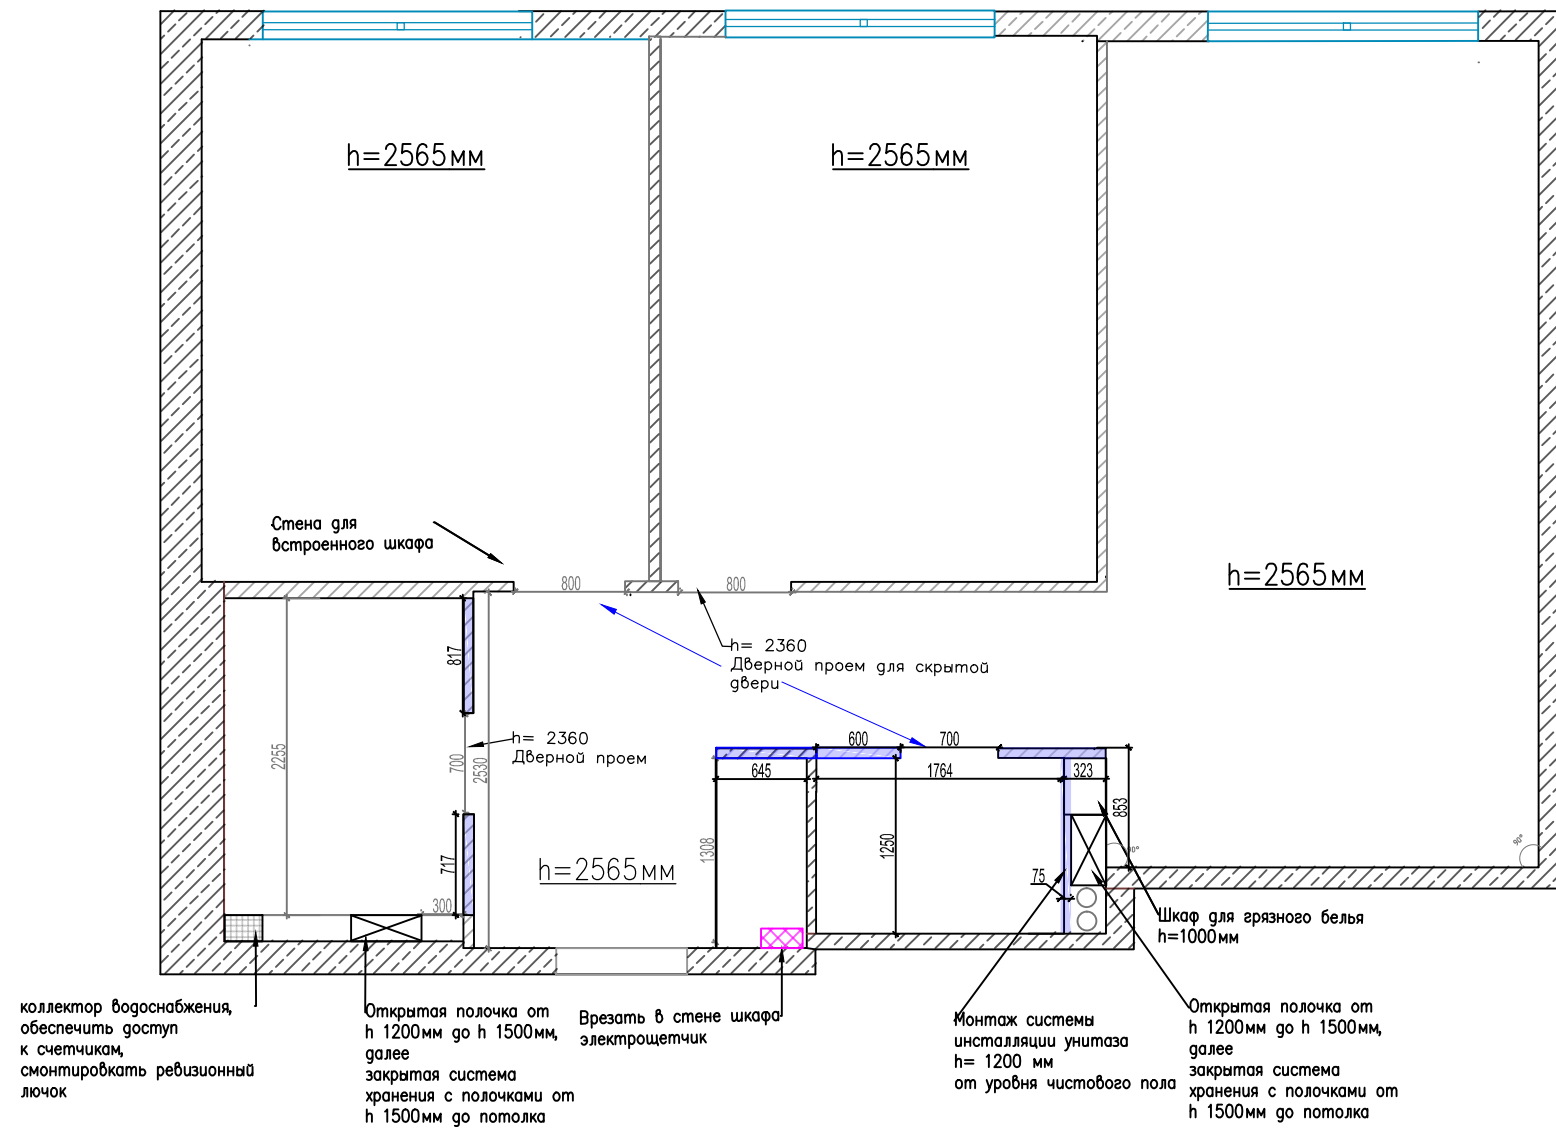 h=2565мм
h=2565мм
Стена для
встроенного шкафа
h=2565мм
800
800
h= 2360
Дверной проем для скрытой
двери
817
h= 2360
Дверной проем
2255
700
2530
600
700
645
1764
323
853
1308
1250
90°
90°
717
h=2565мм
75
300
Шкаф для грязного белья
h=1000мм
коллектор водоснабжения,
обеспечить доступ
к счетчикам,
смонтировкать ревизионный
лючок
Открытая полочка от
h 1200мм до h 1500мм,
далее
закрытая система
хранения с полочками от
h 1500мм до потолка
Врезать в стене шкафа
электрощетчик
Монтаж системы
инсталляции унитаза
h= 1200 мм
от уровня чистового пола
Открытая полочка от
h 1200мм до h 1500мм,
далее
закрытая система
хранения с полочками от
h 1500мм до потолка